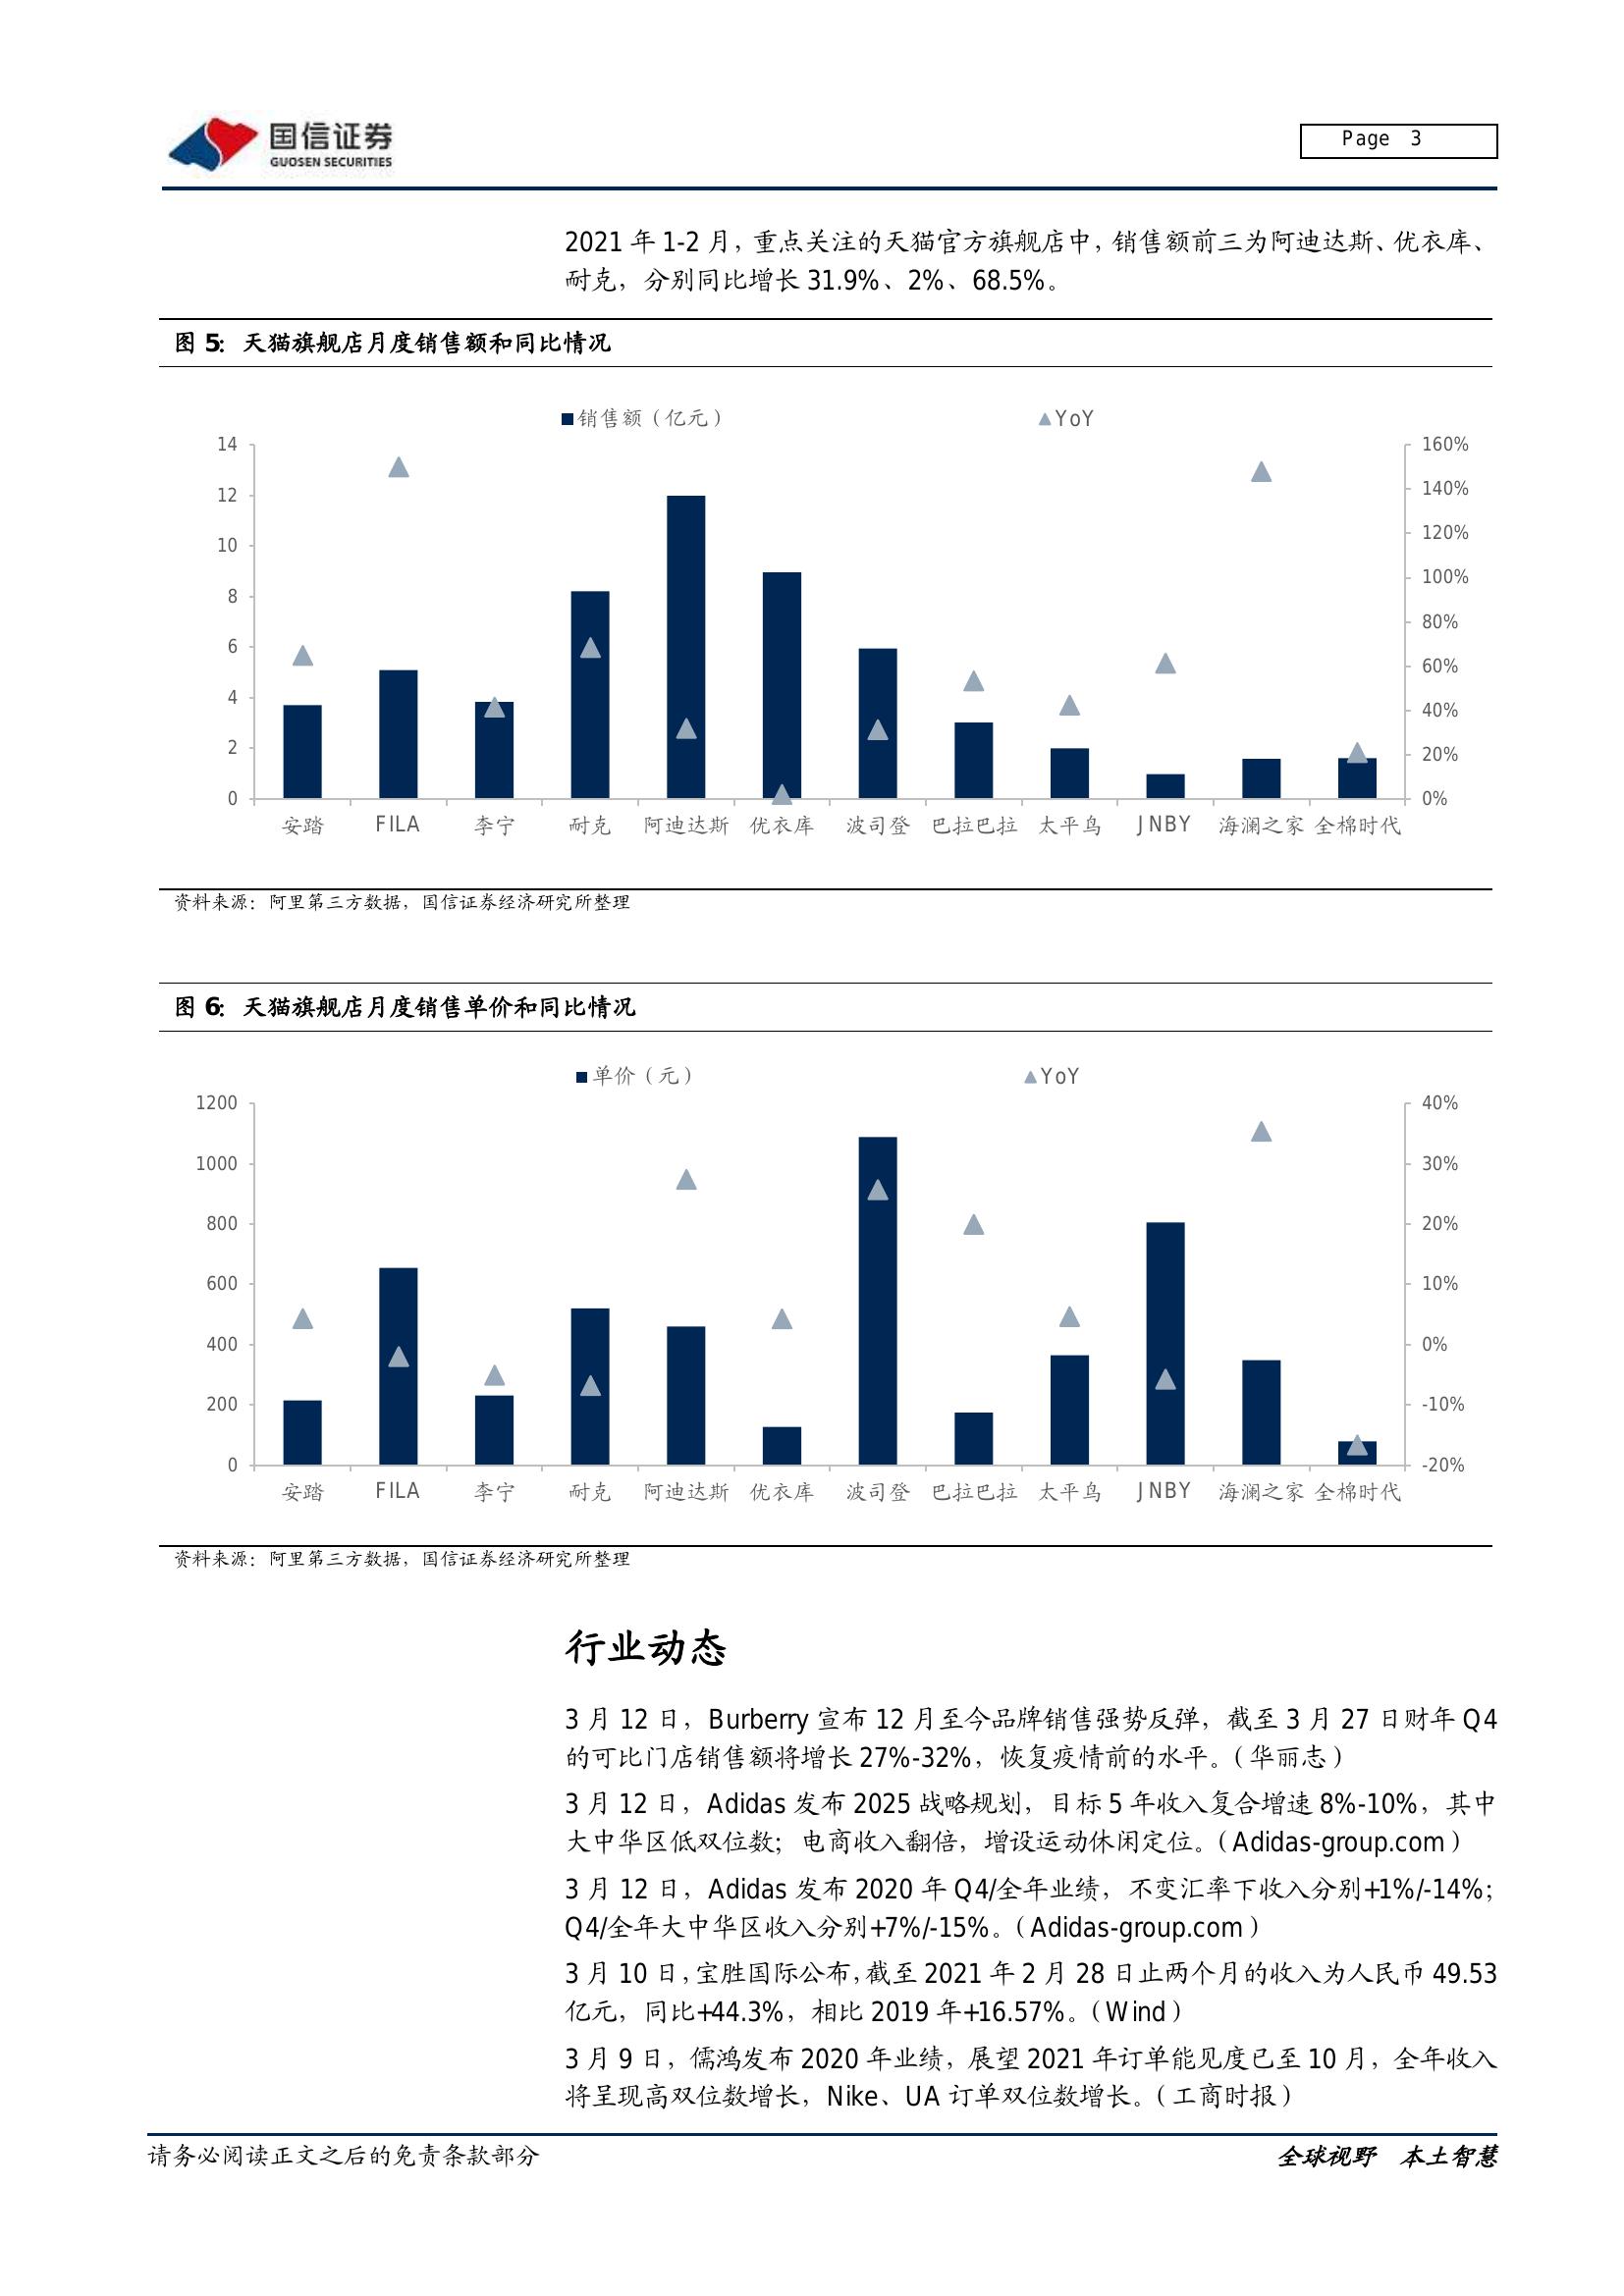 国信证券
GUOSEN SECURITIES
Page 3
2021 年 1-2 月，重点关注的天猫官方旗舰店中，销售额前三为阿迪达斯、优衣库、
耐克，分别同比增长 31.9%、2%、68.5%。
图 5：天猫旗舰店月度销售额和同比情况
销售额（亿元） YoY
14 160%
12 140%
10 120%
8 100%
6 80%
4 60%
2 40%
0 20%
0%
安踏 FILA 李宁 耐克 阿迪达斯 优衣库 波司登 巴拉巴拉 太平鸟 JNBY 海澜之家 全棉时代
资料来源：阿里第三方数据，国信证券经济研究所整理
图 6：天猫旗舰店月度销售单价和同比情况
单价（元） YoY
1200 40%
1000 30%
800 20%
600 10%
400 0%
200 -10%
0 -20%
安踏 FILA 李宁 耐克 阿迪达斯 优衣库 波司登 巴拉巴拉 太平鸟 JNBY 海澜之家 全棉时代
资料来源：阿里第三方数据，国信证券经济研究所整理
行业动态
3 月 12 日，Burberry 宣布 12 月至今品牌销售强势反弹，截至 3 月 27 日财年 Q4
的可比门店销售额将增长 27%-32%，恢复疫情前的水平。（华丽志）
3 月 12 日，Adidas 发布 2025 战略规划，目标 5 年收入复合增速 8%-10%，其中
大中华区低双位数；电商收入翻倍，增设运动休闲定位。（Adidas-group.com）
3 月 12 日，Adidas 发布 2020 年 Q4/全年业绩，不变汇率下收入分别+1%/-14%；
Q4/全年大中华区收入分别+7%/-15%。（Adidas-group.com）
3 月 10 日，宝胜国际公布，截至 2021 年 2 月 28 日止两个月的收入为人民币 49.53
亿元，同比+44.3%，相比 2019 年+16.57%。（Wind）
3 月 9 日，儒鸿发布 2020 年业绩，展望 2021 年订单能见度已至 10 月，全年收入
将呈现高双位数增长，Nike、UA 订单双位数增长。（工商时报）
请务必阅读正文之后的免责条款部分
全球视野 本土智慧